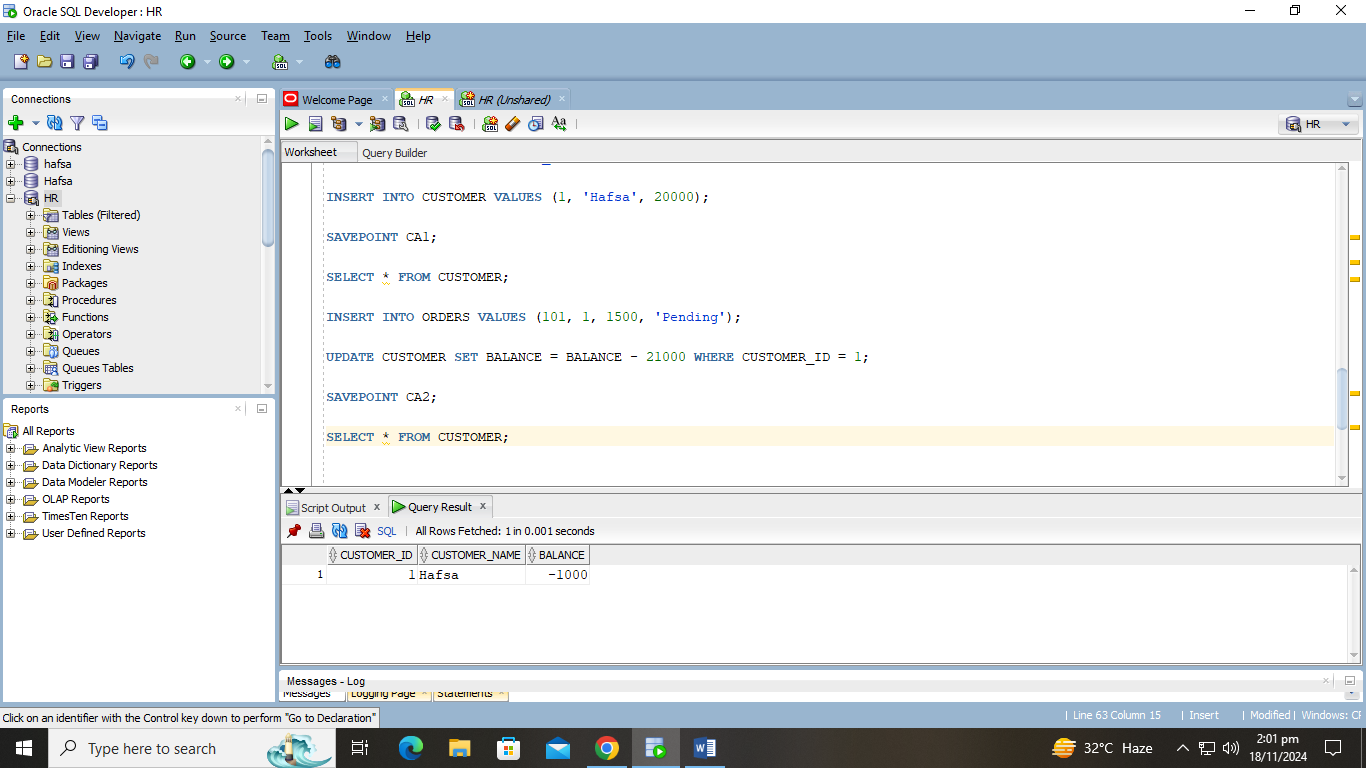 Oracle SQL Developer : HR
File Edit View Navigate Run Source Team Tools Window Help
Connections
Connections
hafsa
Hafsa
HR
Tables (Filtered)
Views
Editioning Views
Indexes
Packages
Procedures
Functions
Operators
Queues
Queues Tables
Triggers
Reports
All Reports
Analytic View Reports
Data Dictionary Reports
Data Modeler Reports
OLAP Reports
TimesTen Reports
User Defined Reports
Welcome Page HR HR (Unshared)
HR
Worksheet Query Builder
INSERT INTO CUSTOMER VALUES (1, 'Hafsa', 20000);
SAVEPOINT CA1;
SELECT * FROM CUSTOMER;
INSERT INTO ORDERS VALUES (101, 1, 1500, 'Pending');
UPDATE CUSTOMER SET BALANCE = BALANCE - 21000 WHERE CUSTOMER_ID = 1;
SAVEPOINT CA2;
SELECT * FROM CUSTOMER;
Script Output x Query Result x
SQL | All Rows Fetched: 1 in 0.001 seconds
CUSTOMER_ID CUSTOMER_NAME BALANCE
1 1 Hafsa -1000
Messages - Log
Messages Logging Page Statements
Click on an identifier with the Control key down to perform "Go to Declaration"
Line 63 Column 15 | Insert | Modified | Windows:
Type here to search
32°C Haze
2:01 pm
18/11/2024